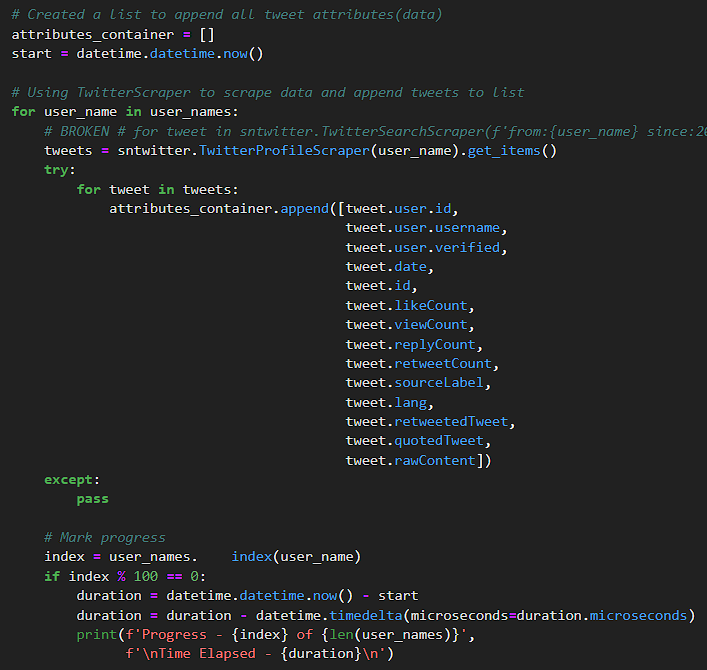 # Created a list to append all tweet attributes(data)
attributes_container = []
start = datetime.datetime.now()
# Using TwitterScraper to scrape data and append tweets to list
for user_name in user_names:
# BROKEN # for tweet in sntwitter.TwitterSearchScraper(f'from:{user_name} since:20
tweets = sntwitter.TwitterProfileScraper(user_name).get_items()
try:
for tweet in tweets:
attributes_container.append([tweet.user.id,
tweet.user.username,
tweet.user.verified,
tweet.date,
tweet.id,
tweet.likeCount,
tweet.viewCount,
tweet.replyCount,
tweet.retweetCount,
tweet.sourceLabel,
tweet.lang,
tweet.retweetedTweet,
tweet.quotedTweet,
tweet.rawContent])
except:
pass
# Mark progress
index = user_names.    index(user_name)
if index % 100 == 0:
duration = datetime.datetime.now() - start
duration = duration - datetime.timedelta(microseconds=duration.microseconds)
print(f'Progress - {index} of {len(user_names)}',
f'\nTime Elapsed - {duration}\n')